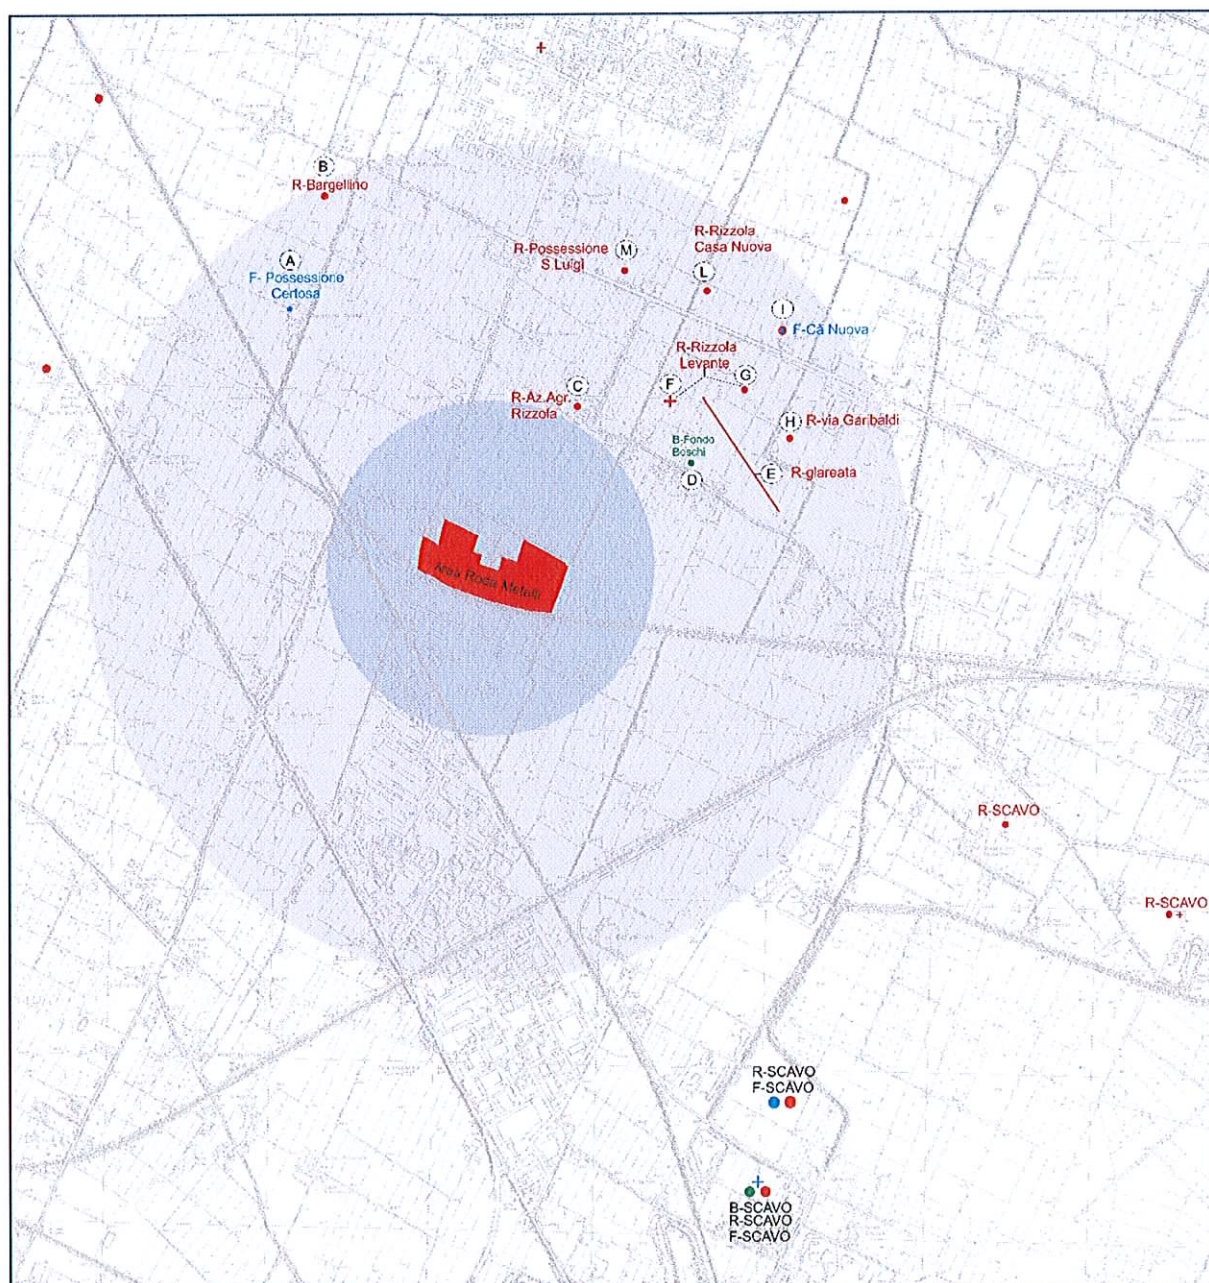 B
R-Bargellino
A
F- Possessione
Certosa
R-Possessione
S.Luigi
M
R-Rizzola
Casa Nuova
L
I
F-Cà Nuova
R-Rizzola
Levante
F
G
C
R-Az.Agr.
Rizzola
H
R-via Garibaldi
B-Fondo
Boschi
D
E
R-glareata
Area Roda Metelli
R-SCAVO
R-SCAVO
R-SCAVO
F-SCAVO
B-SCAVO
R-SCAVO
F-SCAVO